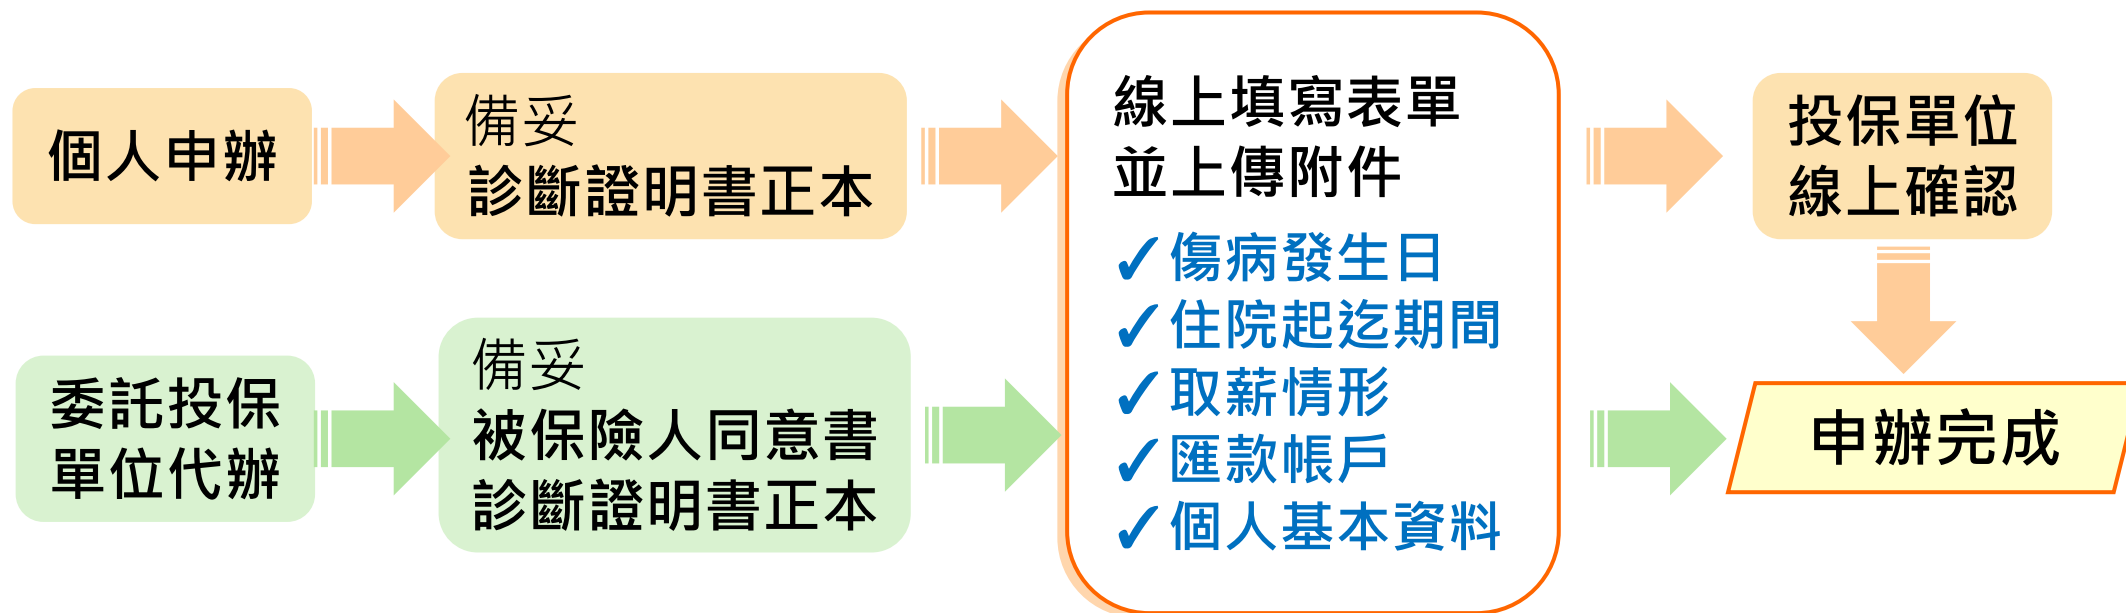 個人申辦
備妥
診斷證明書正本
委託投保
單位代辦
備妥
被保險人同意書
診斷證明書正本
線上填寫表單
並上傳附件
✓傷病發生日
✓住院起迄期間
✓取薪情形
✓匯款帳戶
✓個人基本資料
投保單位
線上確認
申辦完成